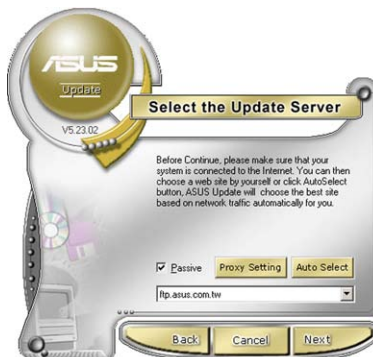 ASUS
Update
V5.23.02
Select the Update Server
Before Continue, please make sure that your
system is connected to the Internet. You can then
choose a web site by yourself or click AutoSelect
button, ASUS Update will choose the best site
based on network traffic automatically for you.
Passive
Proxy Setting
Auto Select
ftp.asus.com.tw
Back
Cancel
Next